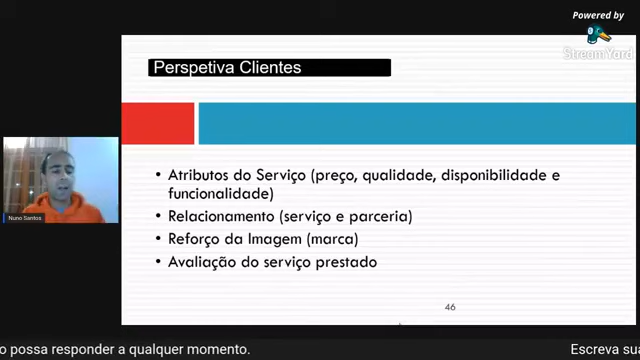 Powered by
StreamYard
Perspetiva Clientes
• Atributos do Serviço (preço, qualidade, disponibilidade e
funcionalidade)
• Relacionamento (serviço e parceria)
• Reforço da Imagem (marca)
• Avaliação do serviço prestado
Nuno Santos
46
o possa responder a qualquer momento.
Escreva sua